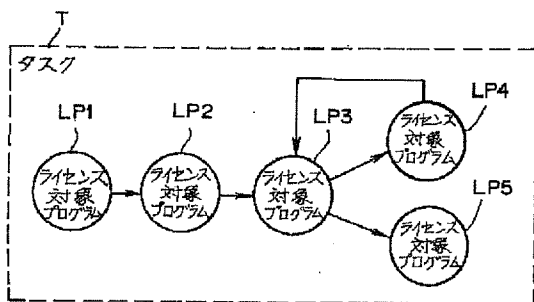 T
タスク
LP1
ライセンス
対象
プログラム
LP2
ライセンス
対象
プログラム
LP3
ライセンス
対象
プログラム
LP4
ライセンス
対象
プログラム
LP5
ライセンス
対象
プログラム